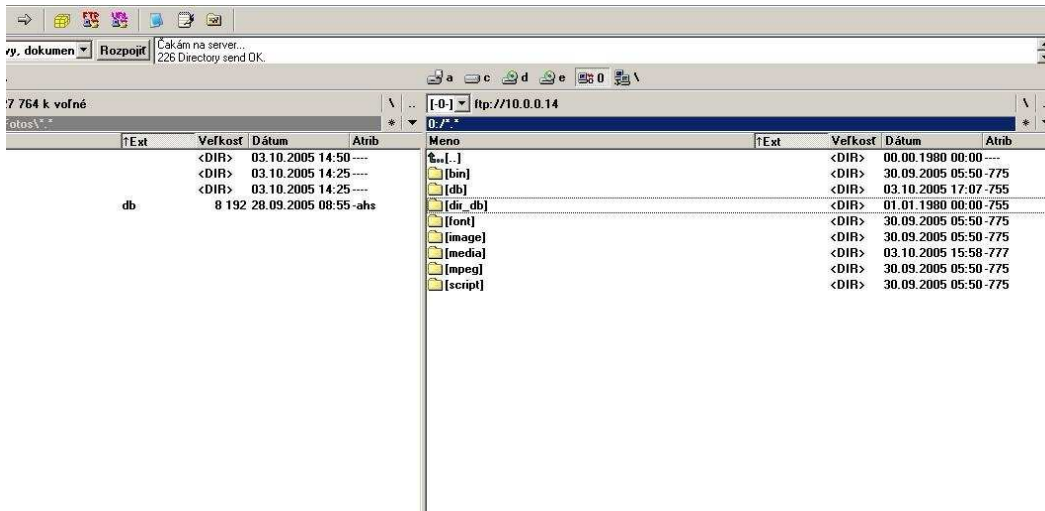 FTP URL
vy, dokumen Rozpojiť Čakám na server...
226 Directory send OK.
a c d e 0 \
7 764 k voľné \ .. [-0-] ftp://10.0.0.14 \
Fotos\*.* * 0:/*.* *
↑Ext Veľkosť Dátum Atrib Meno ↑Ext Veľkosť Dátum Atrib
<DIR> 03.10.2005 14:50 ---- [..] <DIR> 00.00.1980 00:00 ----
<DIR> 03.10.2005 14:25 ---- [bin] <DIR> 30.09.2005 05:50 -775
<DIR> 03.10.2005 14:25 ---- [db] <DIR> 03.10.2005 17:07 -755
db 8 192 28.09.2005 08:55 -ahs [dir_db] <DIR> 01.01.1980 00:00 -755
[font] <DIR> 30.09.2005 05:50 -775
[image] <DIR> 30.09.2005 05:50 -775
[media] <DIR> 03.10.2005 15:58 -777
[mpeg] <DIR> 30.09.2005 05:50 -775
[script] <DIR> 30.09.2005 05:50 -775